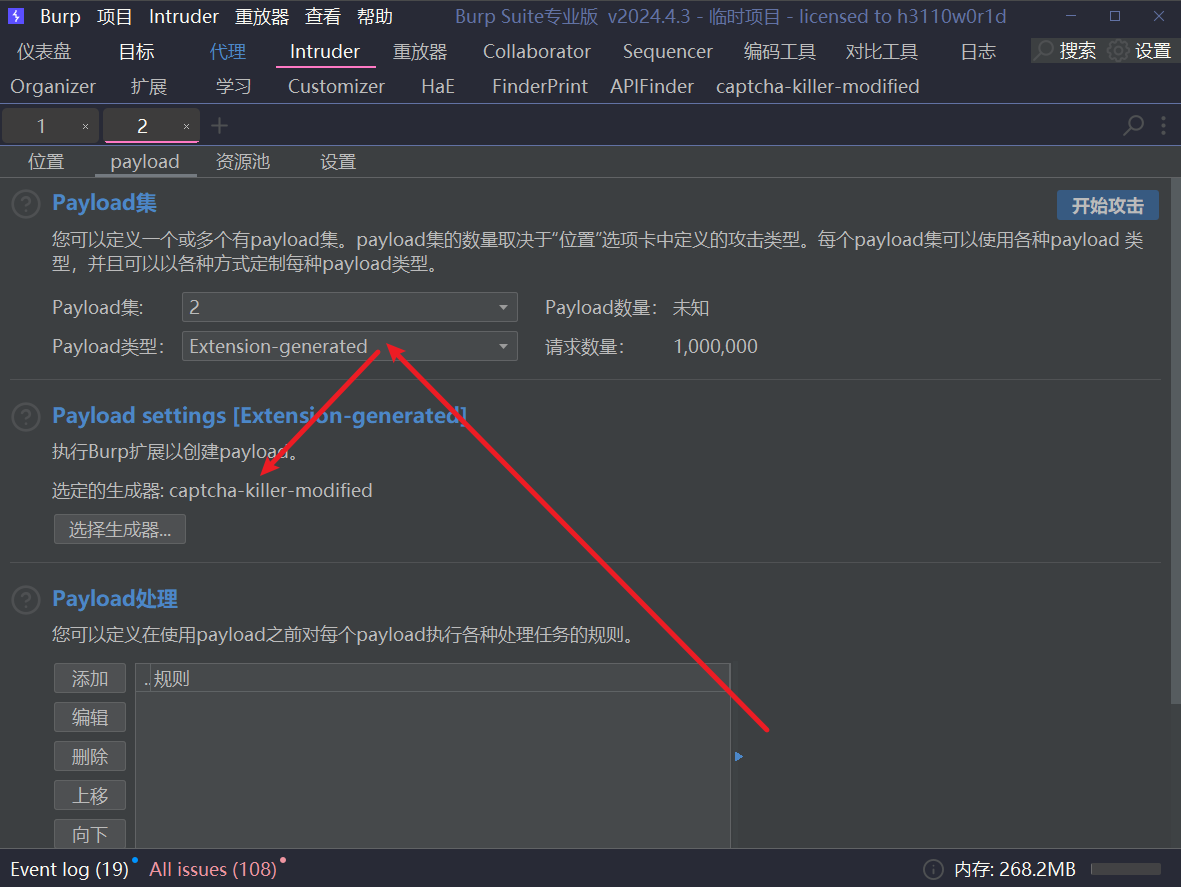 Burp 项目 Intruder 重放器 查看 帮助 Burp Suite专业版 v2024.4.3 - 临时项目 - licensed to h3110w0r1d
仪表盘 目标 代理 Intruder 重放器 Collaborator Sequencer 编码工具 对比工具 日志 搜索 设置
Organizer 扩展 学习 Customizer HaE FinderPrint APIFinder captcha-killer-modified
1 × 2 × +
位置 payload 资源池 设置
? Payload集 开始攻击
您可以定义一个或多个有payload集。payload集的数量取决于“位置”选项卡中定义的攻击类型。每个payload集可以使用各种payload 类
型，并且可以以各种方式定制每种payload类型。
Payload集: 2 Payload数量： 未知
Payload类型： Extension-generated 请求数量： 1,000,000
? Payload settings [Extension-generated]
执行Burp扩展以创建payload。
选定的生成器: captcha-killer-modified
选择生成器...
? Payload处理
您可以定义在使用payload之前对每个payload执行各种处理任务的规则。
添加 .. 规则
编辑
删除
上移
向下
Event log (19) All issues (108) 内存: 268.2MB